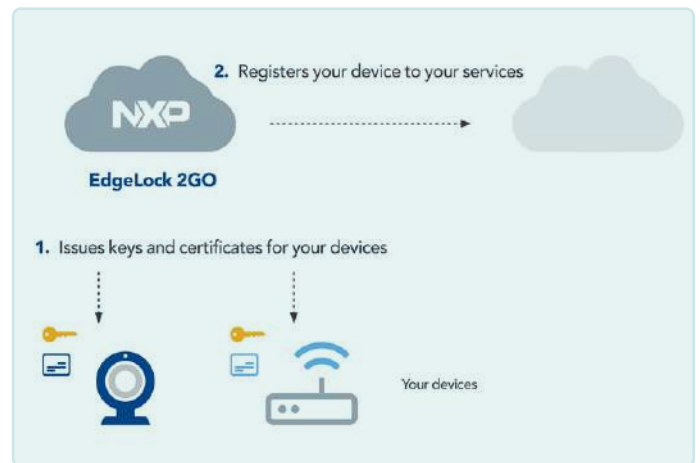 2. Registers your device to your services
NXP
EdgeLock 2GO
1. Issues keys and certificates for your devices
Your devices